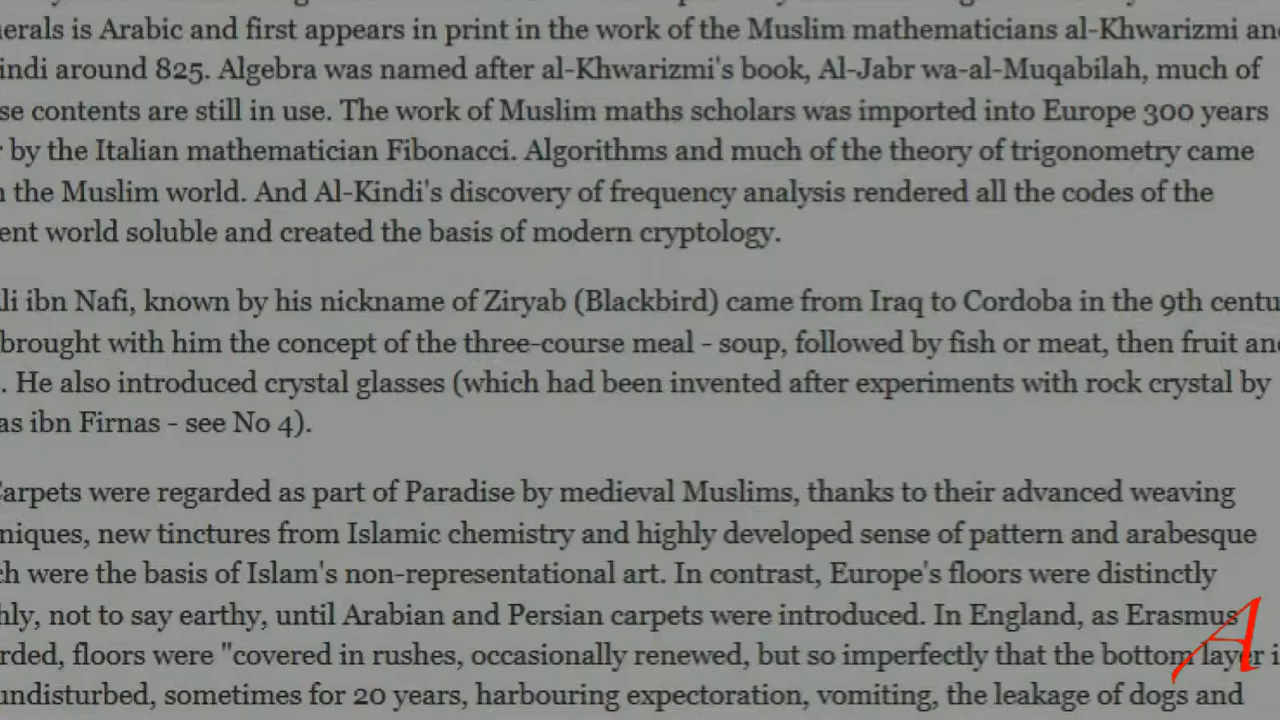 erals is Arabic and first appears in print in the work of the Muslim mathematicians al-Khwarizmi an
indi around 825. Algebra was named after al-Khwarizmi's book, Al-Jabr wa-al-Muqabilah, much of
se contents are still in use. The work of Muslim maths scholars was imported into Europe 300 years
by the Italian mathematician Fibonacci. Algorithms and much of the theory of trigonometry came
the Muslim world. And Al-Kindi's discovery of frequency analysis rendered all the codes of the
ent world soluble and created the basis of modern cryptology.
li ibn Nafi, known by his nickname of Ziryab (Blackbird) came from Iraq to Cordoba in the 9th centu
brought with him the concept of the three-course meal - soup, followed by fish or meat, then fruit an
. He also introduced crystal glasses (which had been invented after experiments with rock crystal by
as ibn Firnas - see No 4).
Carpets were regarded as part of Paradise by medieval Muslims, thanks to their advanced weaving
niques, new tinctures from Islamic chemistry and highly developed sense of pattern and arabesque
ch were the basis of Islam's non-representational art. In contrast, Europe's floors were distinctly
hly, not to say earthy, until Arabian and Persian carpets were introduced. In England, as Erasmus
rded, floors were "covered in rushes, occasionally renewed, but so imperfectly that the bottom layer i
undisturbed, sometimes for 20 years, harbouring expectoration, vomiting, the leakage of dogs and
A